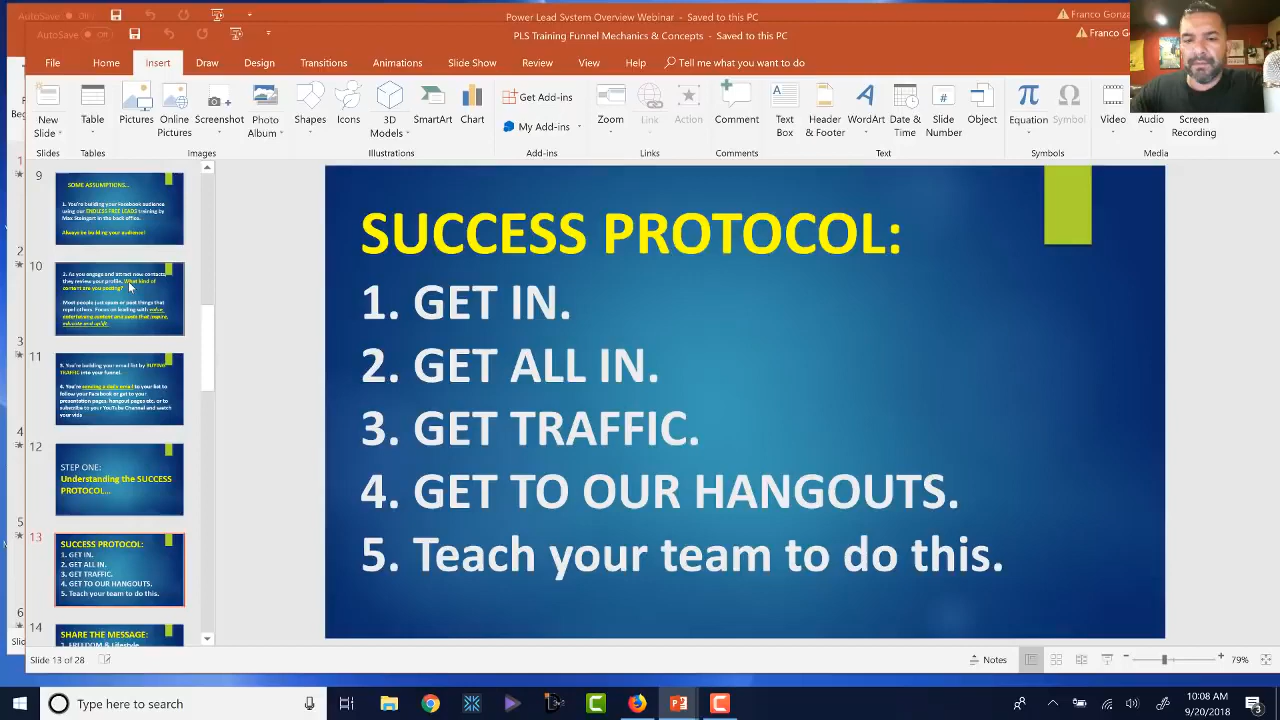 AutoSave Off
Power Lead System Overview Webinar - Saved to this PC
Franco Gonza
AutoSave Off
PLS Training Funnel Mechanics & Concepts - Saved to this PC
Franco Gon
File Home Insert Draw Design Transitions Animations Slide Show Review View Help Tell me what you want to do
New Slide Table Pictures Online Pictures Screenshot Photo Album Shapes Icons 3D Models SmartArt Chart Get Add-ins My Add-ins Zoom Link Action Comment Text Box Header & Footer WordArt Date & Time Slide Number Object Equation Symbol Video Audio Screen Recording
Slides Tables Images Illustrations Add-ins Links Comments Text Symbols Media
9
SOME ASSUMPTIONS...
1. You're building your Facebook audience
using our ENDLESS FREE LEADS training by
Max Steingart in the back office.
Always be building your audience!
10
2. As you engage and attract new contacts,
they review your profile. What kind of
content are you posting?
Most people just spam or post things that
repel others. Focus on leading with value,
entertaining content and posts that inspire,
educate and uplift.
11
3. You're building your email list by BUYING
TRAFFIC into your funnel.
4. You're sending a daily email to your list to
follow your Facebook or get to your
presentation pages, hangout pages etc. or to
subscribe to your YouTube Channel and watch
your vids
12
STEP ONE:
Understanding the SUCCESS
PROTOCOL...
13
SUCCESS PROTOCOL:
1. GET IN.
2. GET ALL IN.
3. GET TRAFFIC.
4. GET TO OUR HANGOUTS.
5. Teach your team to do this.
14
SHARE THE MESSAGE:
1. FREEDOM & Lifestyle
SUCCESS PROTOCOL:
1. GET IN.
2. GET ALL IN.
3. GET TRAFFIC.
4. GET TO OUR HANGOUTS.
5. Teach your team to do this.
Slide 13 of 28
Notes
79%
Type here to search
10:08 AM
9/20/2018
3